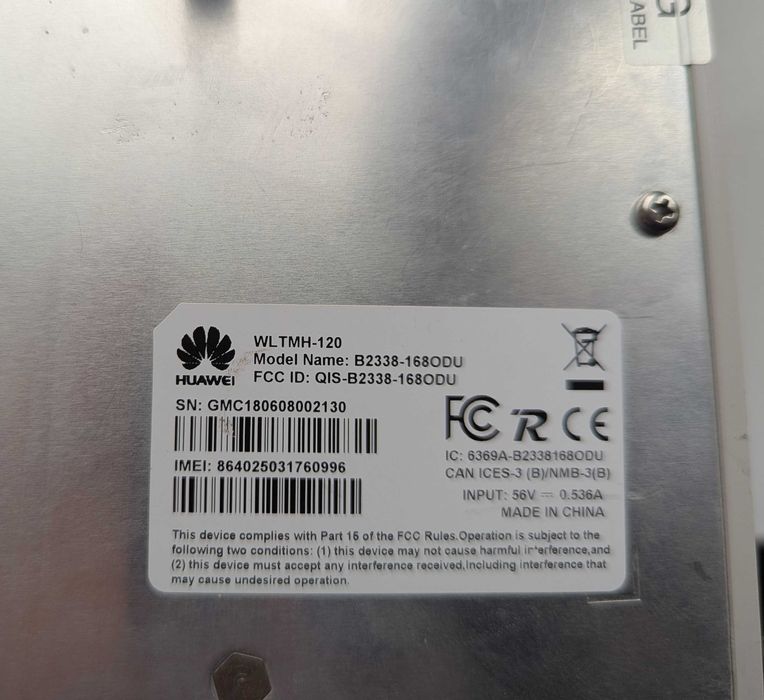 G
ABEL
HUAWEI
WLTMH-120
Model Name: B2338-168ODU
FCC ID: QIS-B2338-168ODU
SN: GMC180608002130
IMEI: 864025031760996
FC CE
IC: 6369A-B2338168ODU
CAN ICES-3 (B)/NMB-3(B)
INPUT: 56V ⎓ 0.536A
MADE IN CHINA
This device complies with Part 15 of the FCC Rules.Operation is subject to the
following two conditions: (1) this device may not cause harmful interference,and
(2) this device must accept any interference received,including interference that
may cause undesired operation.